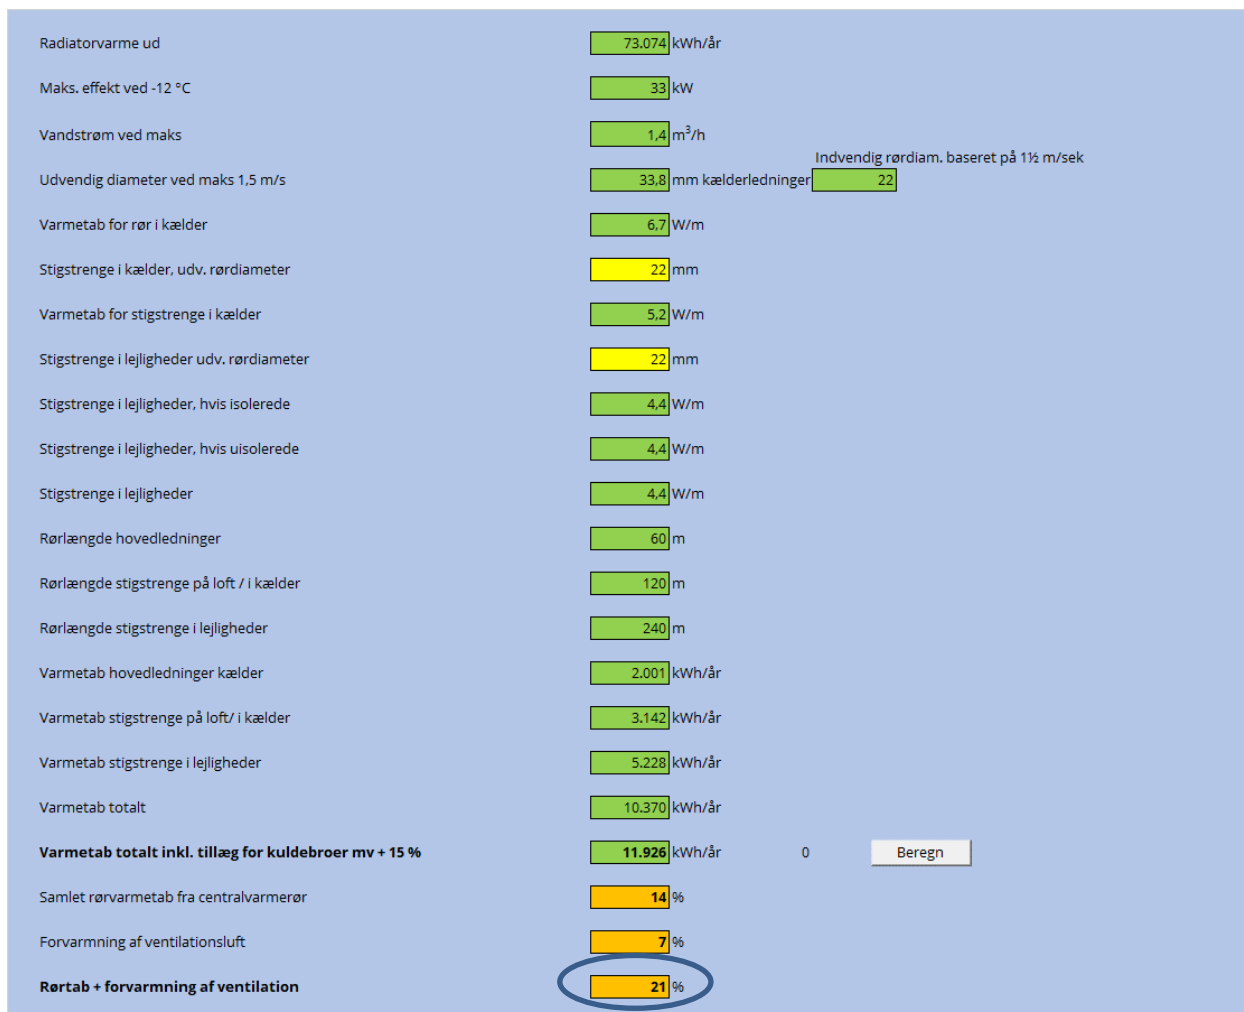 Radiatorvarme ud 73.074 kWh/år
Maks. effekt ved -12 °C 33 kW
Vandstrøm ved maks 1,4 m³/h
Indvendig rørdiam. baseret på 1½ m/sek
Udvendig diameter ved maks 1,5 m/s 33,8 mm kælderledninger 22
Varmetab for rør i kælder 6,7 W/m
Stigstrenge i kælder, udv. rørdiameter 22 mm
Varmetab for stigstrenge i kælder 5,2 W/m
Stigstrenge i lejligheder udv. rørdiameter 22 mm
Stigstrenge i lejligheder, hvis isolerede 4,4 W/m
Stigstrenge i lejligheder, hvis uisolerede 4,4 W/m
Stigstrenge i lejligheder 4,4 W/m
Rørlængde hovedledninger 60 m
Rørlængde stigstrenge på loft / i kælder 120 m
Rørlængde stigstrenge i lejligheder 240 m
Varmetab hovedledninger kælder 2.001 kWh/år
Varmetab stigstrenge på loft/ i kælder 3.142 kWh/år
Varmetab stigstrenge i lejligheder 5.228 kWh/år
Varmetab totalt 10.370 kWh/år
Varmetab totalt inkl. tillæg for kuldebroer mv + 15 % 11.926 kWh/år 0 Beregn
Samlet rørvarmetab fra centralvarmerør 14 %
Forvarmning af ventilationsluft 7 %
Rørtab + forvarmning af ventilation 21 %